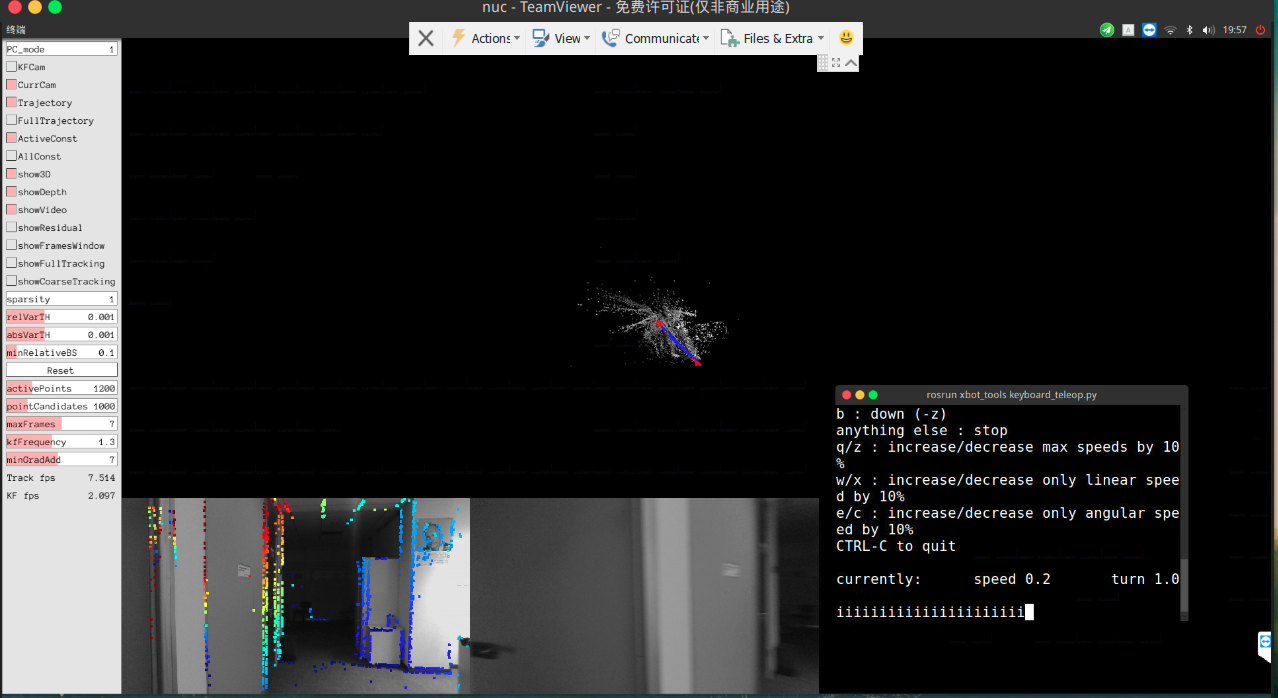 nuc - TeamViewer - 免费许可证(仅非商业用途)
终端
Actions
View
Communicate
Files & Extra
A
19:57
PC_mode 1
KFCam
CurrCam
Trajectory
FullTrajectory
ActiveConst
AllConst
show3D
showDepth
showVideo
showResidual
showFramesWindow
showFullTracking
showCoarseTracking
sparsity 1
relVarTH 0.001
absVarTH 0.001
minRelativeBS 0.1
Reset
activePoints 1200
pointCandidates 1000
maxFrames 7
kfFrequency 1.3
minGradAdd 7
Track fps 7.514
KF fps 2.097
rosrun xbot_tools keyboard_teleop.py
b : down (-z)
anything else : stop
q/z : increase/decrease max speeds by 10
%
w/x : increase/decrease only linear spee
d by 10%
e/c : increase/decrease only angular spe
ed by 10%
CTRL-C to quit
currently: speed 0.2 turn 1.0
iiiiiiiiiiiiiiiiiiiiii